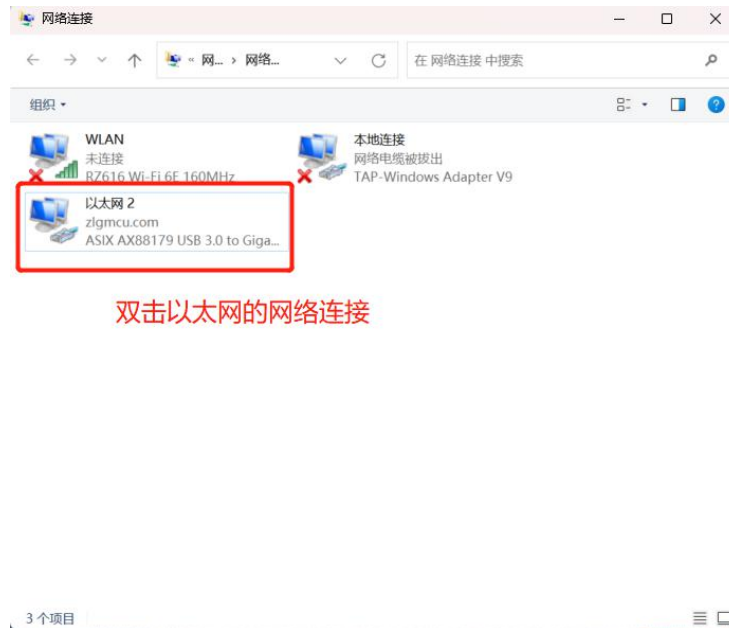 网络连接
« 网... › 网络...
在 网络连接 中搜索
组织
WLAN
未连接
RZ616 Wi-Fi 6E 160MHz
本地连接
网络电缆被拔出
TAP-Windows Adapter V9
以太网 2
zlgmcu.com
ASIX AX88179 USB 3.0 to Giga...
双击以太网的网络连接
3 个项目